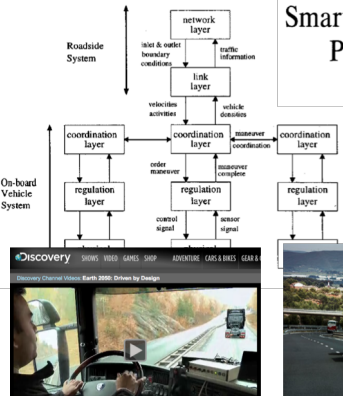 Smar
P
network
layer
Roadside
System
inlet & outlet
boundary
conditions
traffic
information
link
layer
velocities
activities
vehicle
densities
coordination
layer
coordination
layer
maneuver
coordination
coordination
layer
order
maneuver
maneuver
complete
On-board
Vehicle
System
regulation
layer
regulation
layer
regulation
layer
control
signal
sensor
signal
Discovery SHOWS VIDEO GAMES SHOP ADVENTURE CARS & BIKES GEAR &
Discovery Channel Videos: Earth 2050: Driven by Design